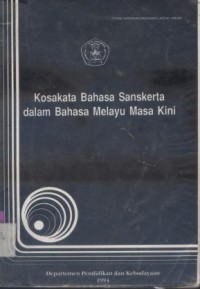 Kosakata Bahasa Sanskerta
dalam Bahasa Melayu Masa Kini
Departemen Pendidikan dan Kebudayaan
1994